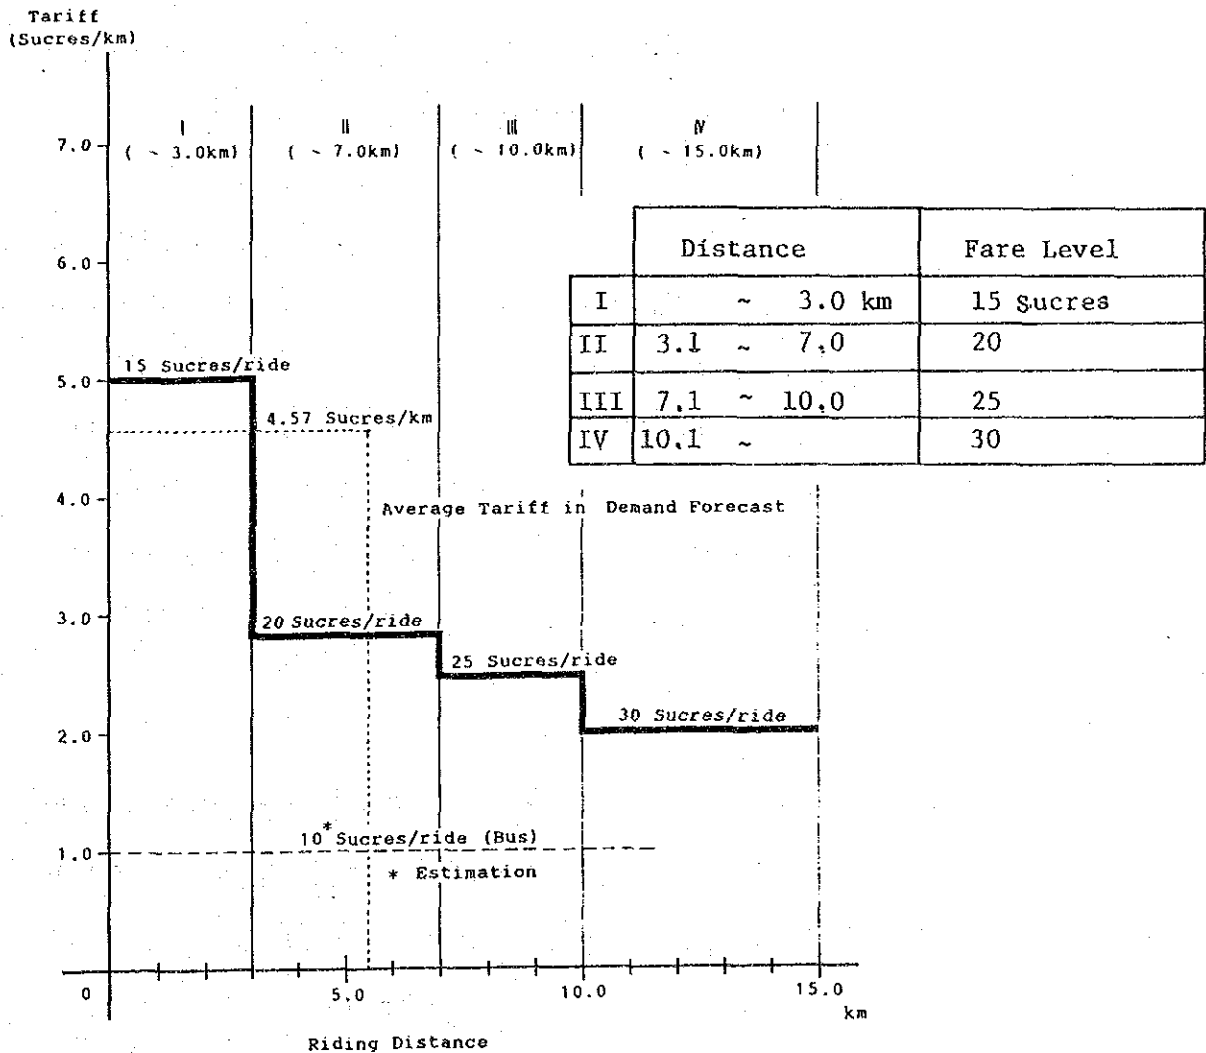 Tariff
(Sucres/km)
I II III IV
( ~ 3.0km) ( ~ 7.0km) ( ~ 10.0km) ( ~ 15.0km)
7.0
6.0
5.0
4.0
3.0
2.0
1.0
Distance Fare Level
I ~ 3.0 km 15 Sucres
II 3.1 ~ 7.0 20
III 7.1 ~ 10.0 25
IV 10.1 ~ 30
15 Sucres/ride
4.57 Sucres/km
Average Tariff in Demand Forecast
20 Sucres/ride
25 Sucres/ride
30 Sucres/ride
10* Sucres/ride (Bus)
* Estimation
0 5.0 10.0 15.0
km
Riding Distance